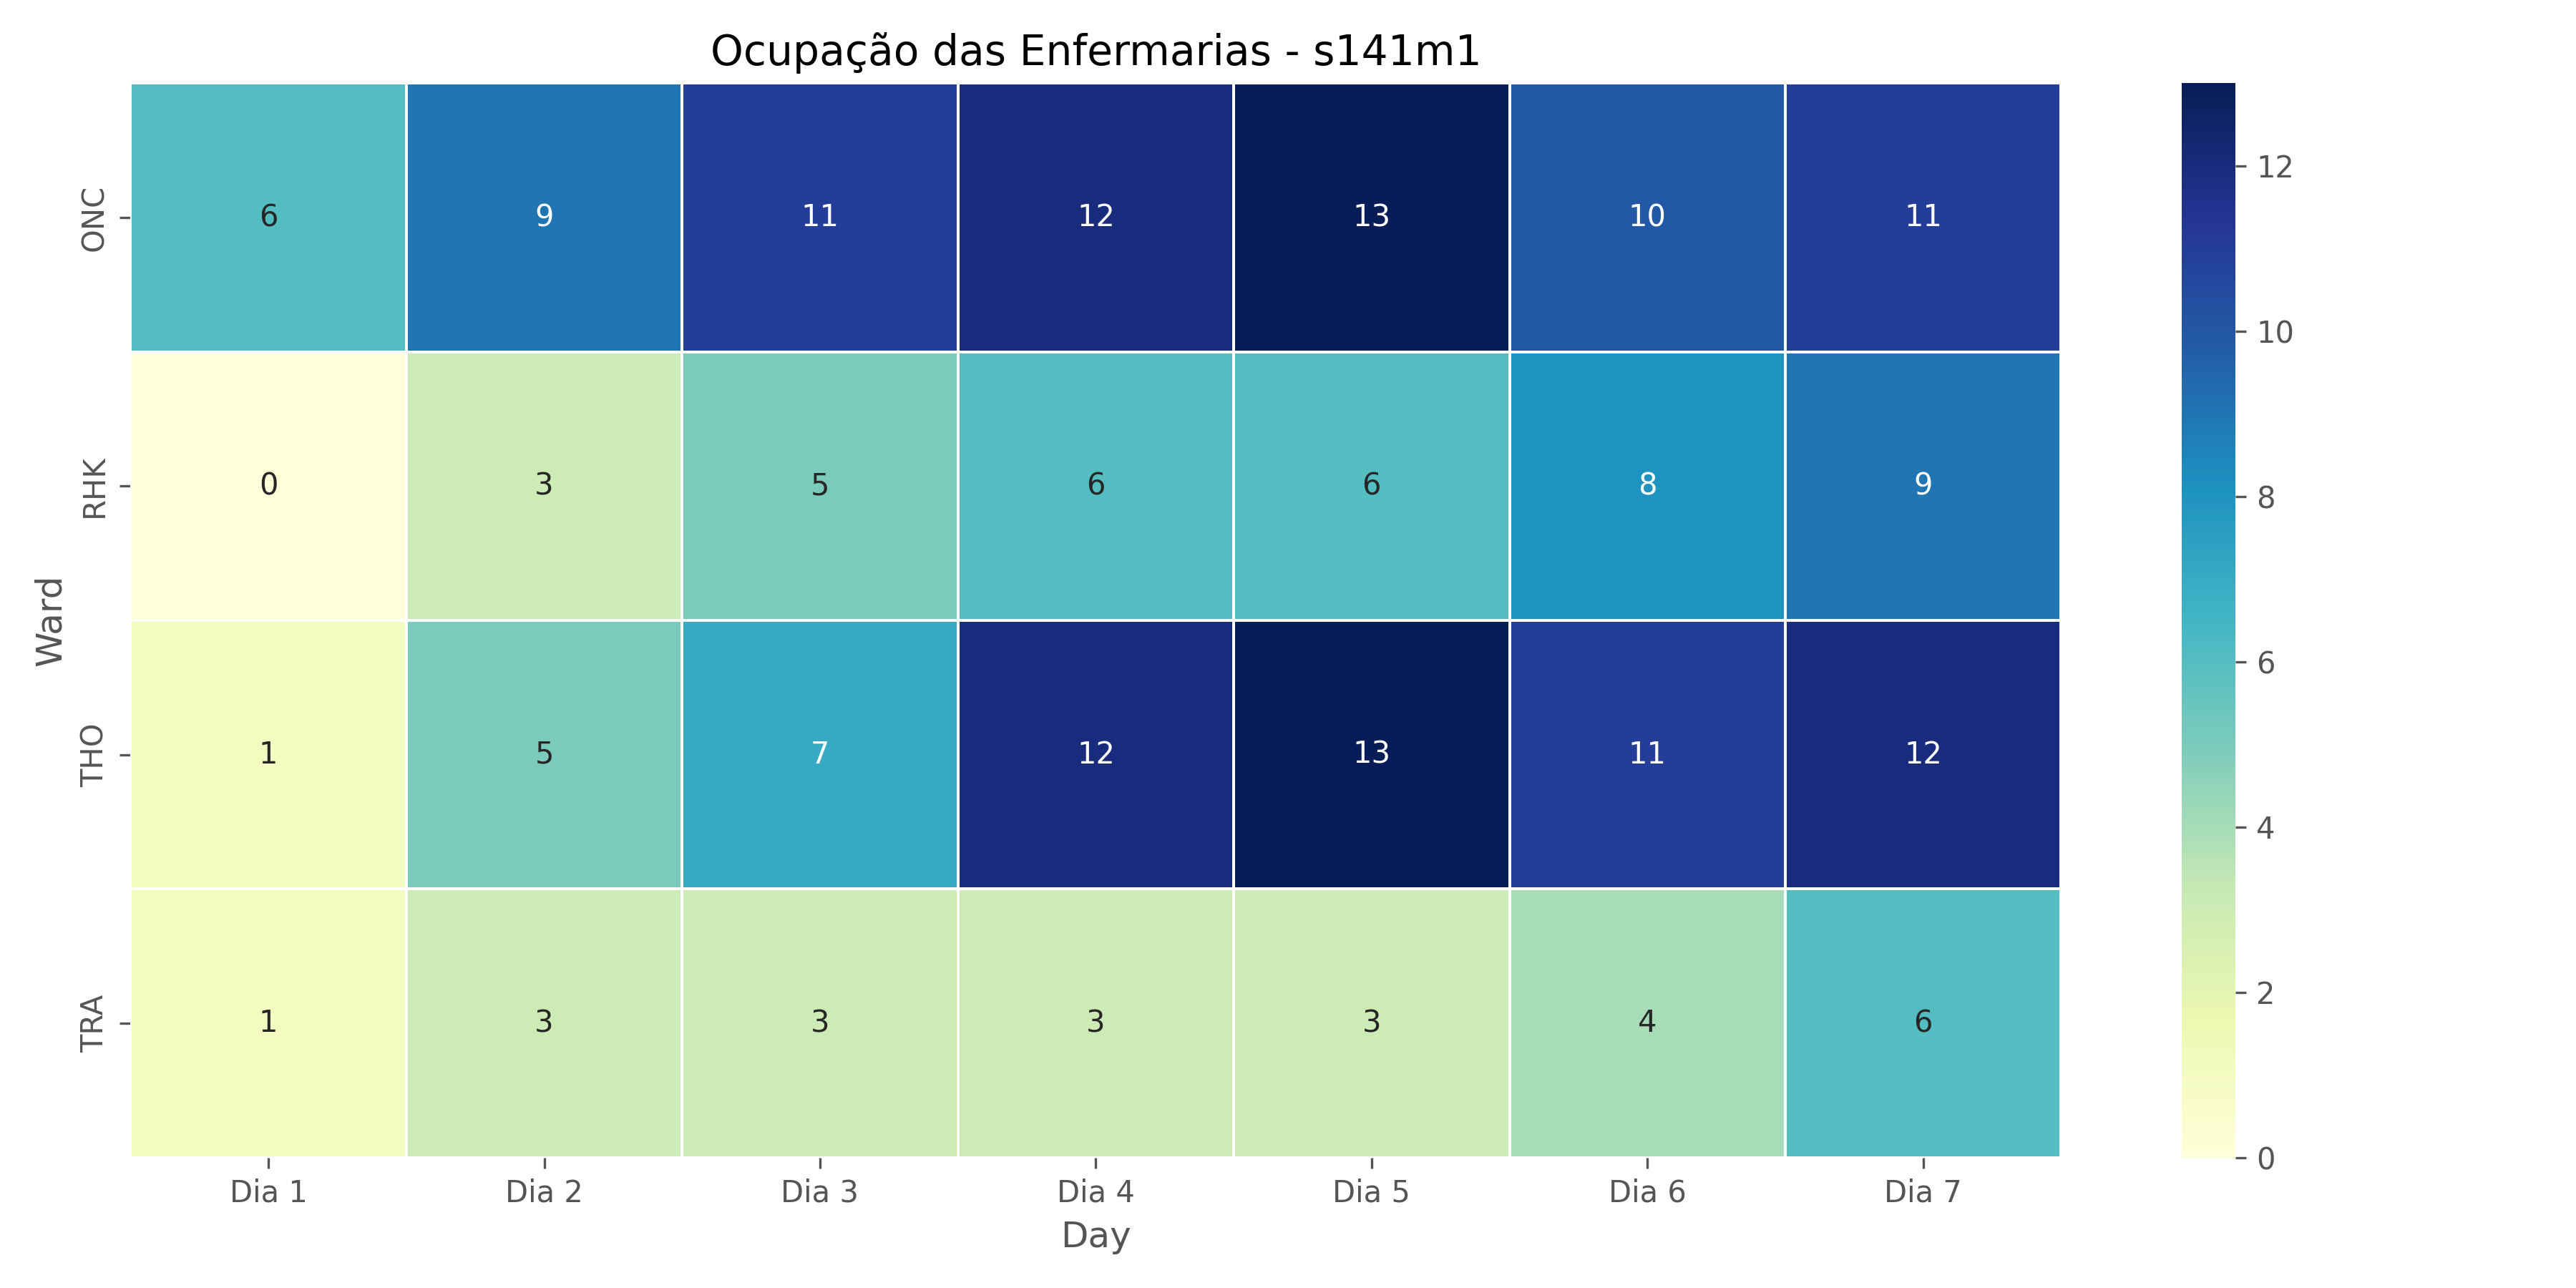 Ocupação das Enfermarias - s141m1
Ward
ONC 6 9 11 12 13 10 11
RHK 0 3 5 6 6 8 9
THO 1 5 7 12 13 11 12
TRA 1 3 3 3 3 4 6
Dia 1 Dia 2 Dia 3 Dia 4 Dia 5 Dia 6 Dia 7
Day
12
10
8
6
4
2
0